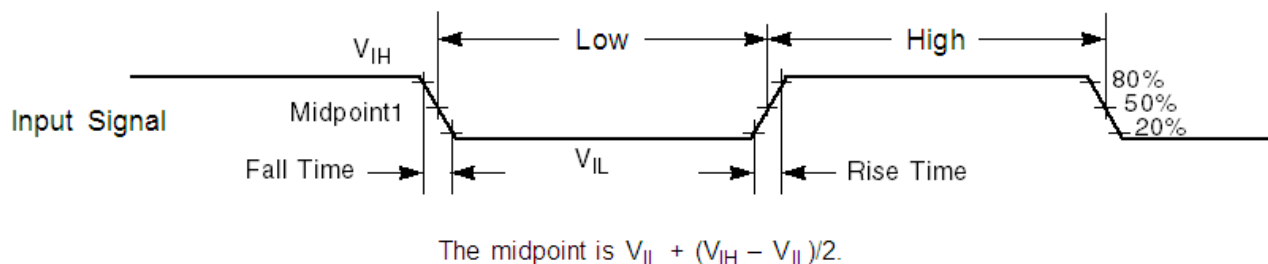 Low
High
VIH
80%
Input Signal
Midpoint1
50%
20%
Fall Time
VIL
Rise Time
The midpoint is VIL + (VIH – VIL)/2.